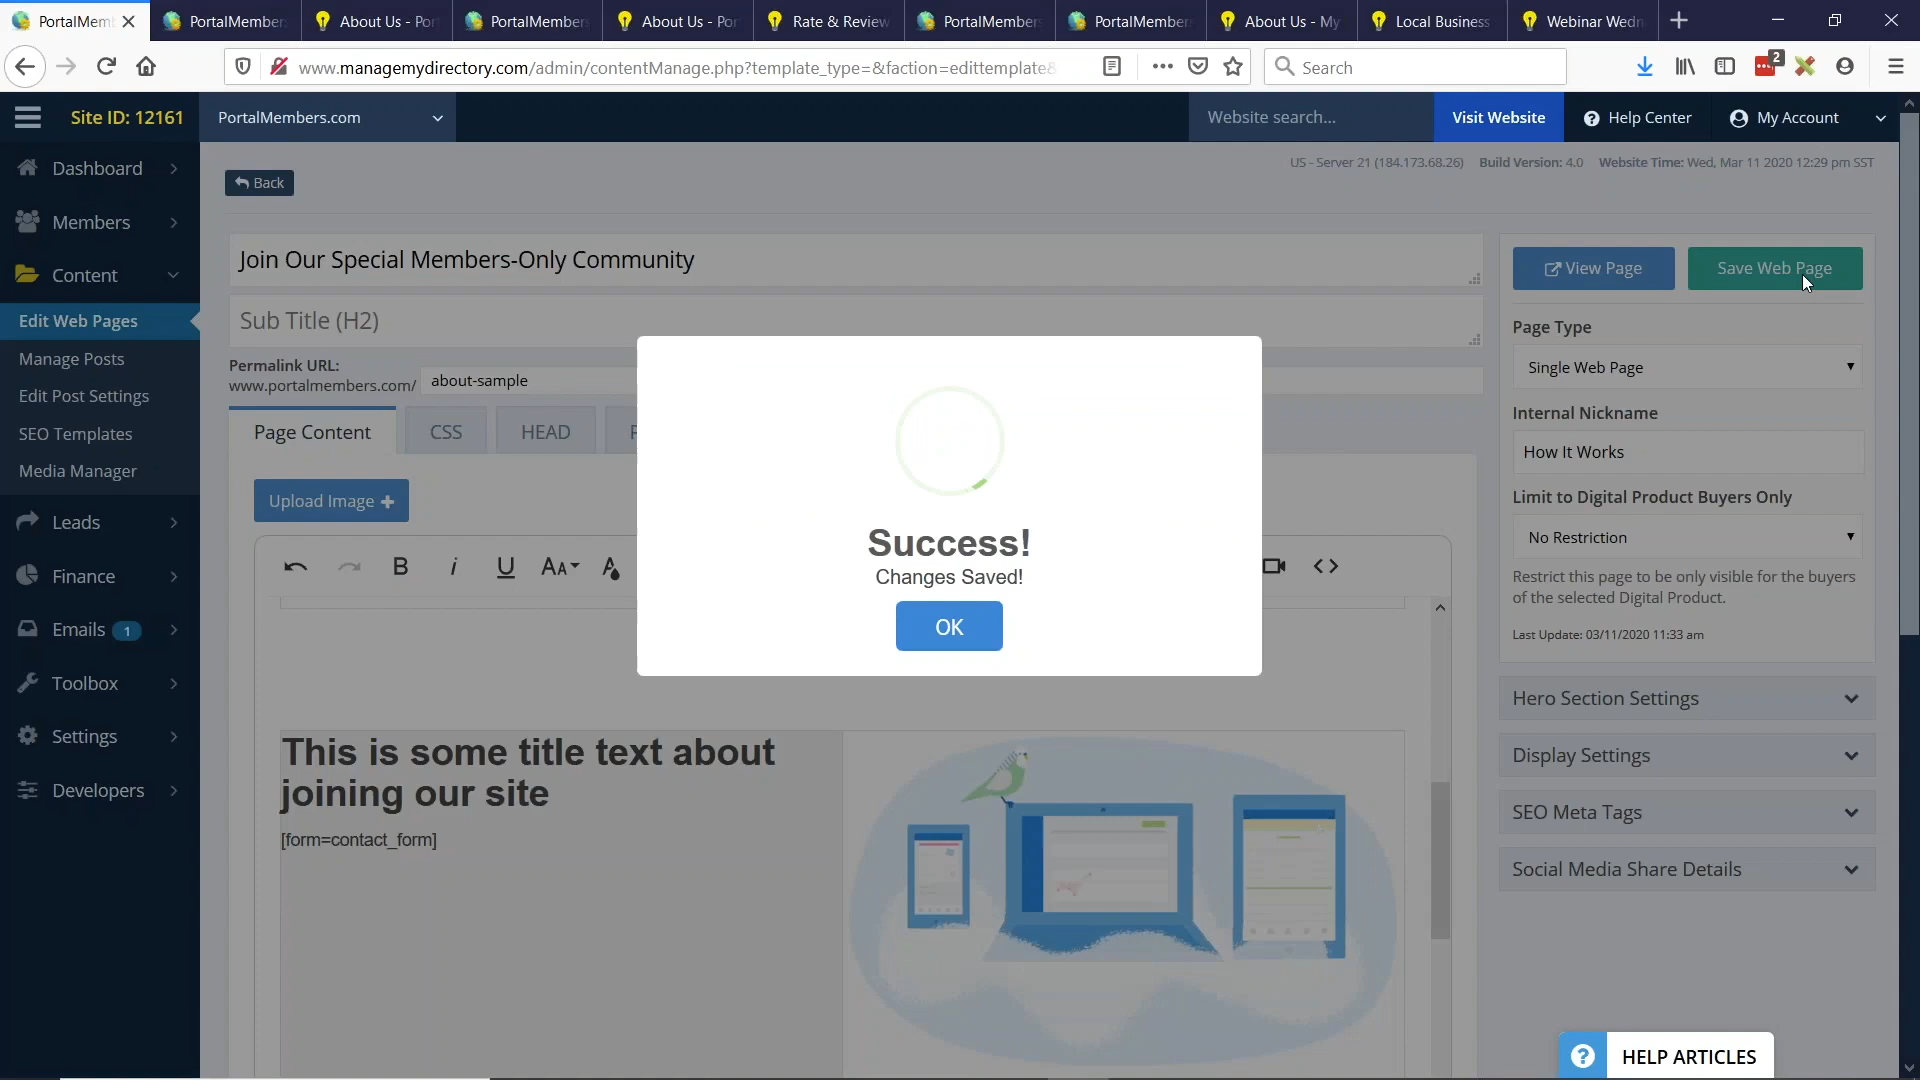 PortalMem
PortalMember
About Us - Por
PortalMember
About Us - Por
Rate & Review
PortalMember
PortalMember
About Us - My
Local Business
Webinar Wedn
www.managemydirectory.com/admin/contentManage.php?template_type=&faction=edittemplate&
Search
2
Site ID: 12161
PortalMembers.com
Website search...
Visit Website
Help Center
My Account
US - Server 21 (184.173.68.26) Build Version: 4.0 Website Time: Wed, Mar 11 2020 12:29 pm SST
Dashboard
Members
Content
Edit Web Pages
Manage Posts
Edit Post Settings
SEO Templates
Media Manager
Leads
Finance
Emails 1
Toolbox
Settings
Developers
Back
Join Our Special Members-Only Community
Sub Title (H2)
Permalink URL:
www.portalmembers.com/ about-sample
Page Content
CSS
HEAD
Upload Image
B i U AA A
This is some title text about
joining our site
[form=contact_form]
Success!
Changes Saved!
OK
View Page
Save Web Page
Page Type
Single Web Page
Internal Nickname
How It Works
Limit to Digital Product Buyers Only
No Restriction
Restrict this page to be only visible for the buyers
of the selected Digital Product.
Last Update: 03/11/2020 11:33 am
Hero Section Settings
Display Settings
SEO Meta Tags
Social Media Share Details
? HELP ARTICLES